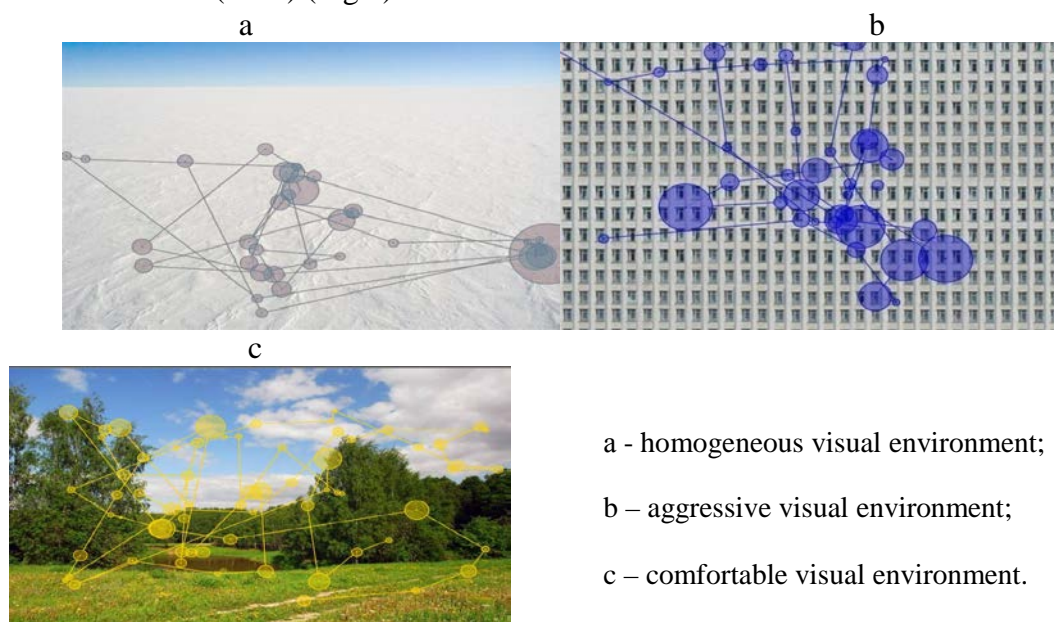 a
b
c
a - homogeneous visual environment;
b – aggressive visual environment;
c – comfortable visual environment.